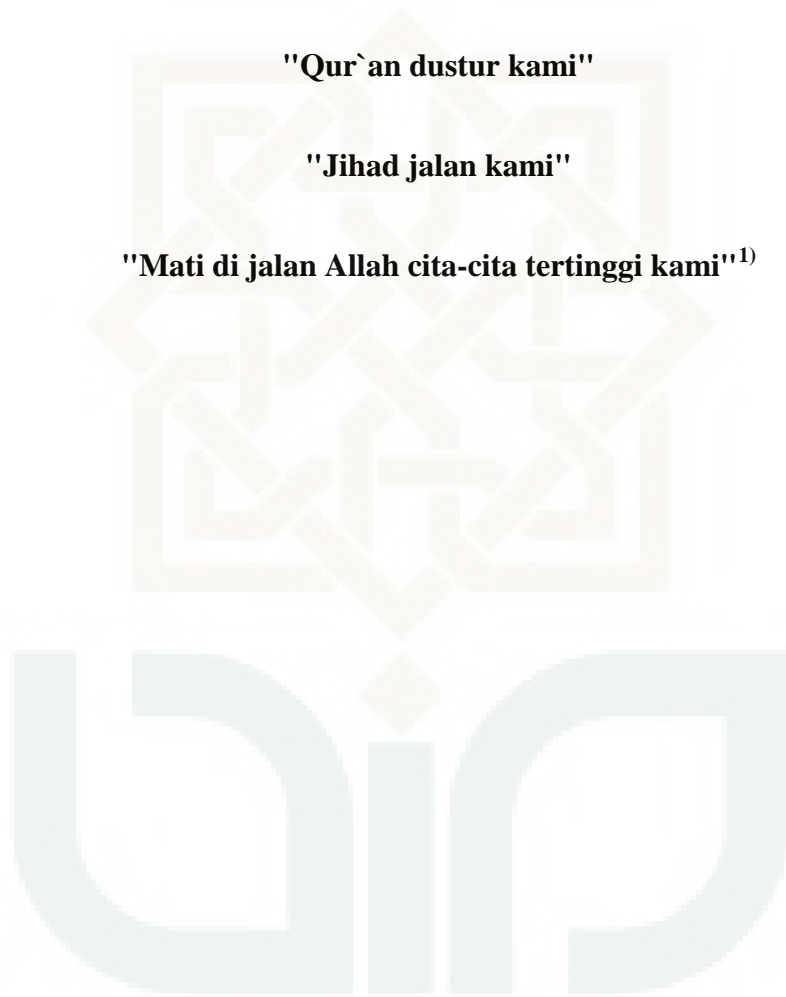 "Qur`an dustur kami"
"Jihad jalan kami"
"Mati di jalan Allah cita-cita tertinggi kami"1)